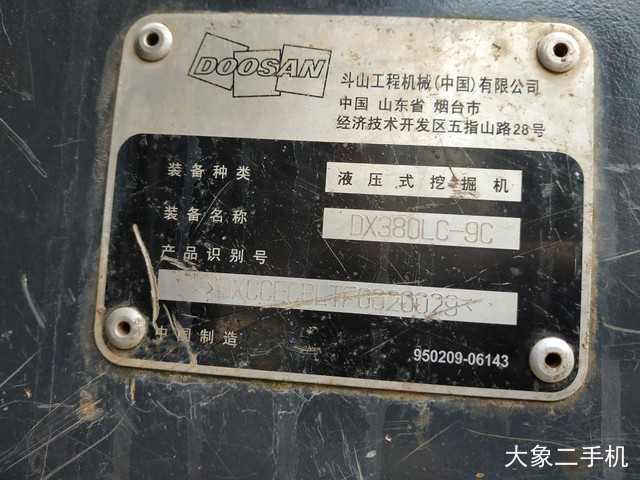 DOOSAN
斗山工程机械(中国)有限公司
中国 山东省 烟台市
经济技术开发区五指山路28号
装备种类 液压式挖掘机
装备名称 DX380LC-9C
产品识别号
中国制造 950209-06143
大象二手机